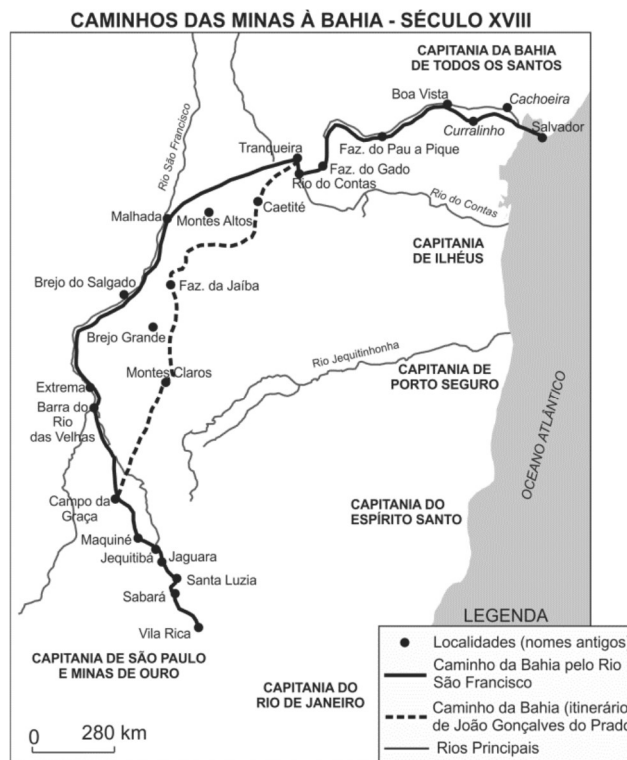 CAMINHOS DAS MINAS À BAHIA - SÉCULO XVIII
CAPITANIA DA BAHIA
DE TODOS OS SANTOS
Boa Vista
Cachoeira
Rio São Francisco
Tranqueira
Curralinho
Salvador
Faz. do Pau a Pique
Faz. do Gado
Rio do Contas
Rio do Contas
Caetité
Malhada
Montes Altos
CAPITANIA
DE ILHÉUS
Brejo do Salgado
Faz. da Jaíba
Brejo Grande
Rio Jequitinhonha
Montes Claros
CAPITANIA DE
PORTO SEGURO
Extrema
Barra do
Rio
das Velhas
OCEANO ATLÂNTICO
Campo da
Graça
CAPITANIA DO
ESPÍRITO SANTO
Maquiné
Jequitibá
Jaguara
Santa Luzia
Sabará
Vila Rica
CAPITANIA DE SÃO PAULO
E MINAS DE OURO
CAPITANIA DO
RIO DE JANEIRO
0 280 km
LEGENDA
Localidades (nomes antigos)
Caminho da Bahia pelo Rio
São Francisco
Caminho da Bahia (itinerário
de João Gonçalves do Prado
Rios Principais